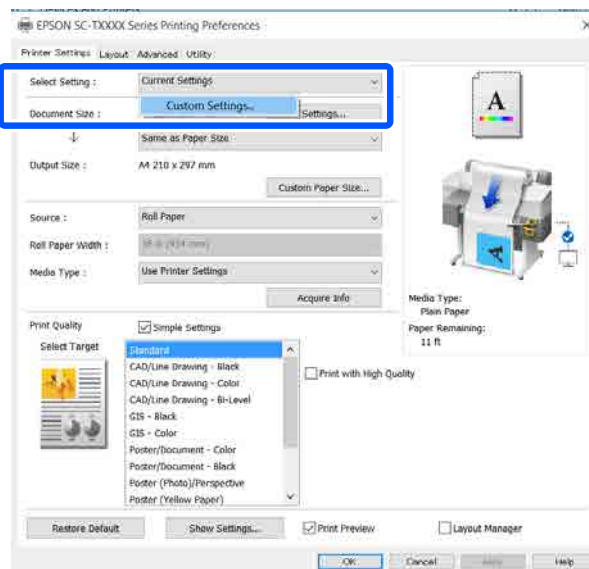 EPSON SC-TXXXX Series Printing Preferences
Printer Settings Layout Advanced Utility
Select Setting : Current Settings
Custom Settings..
Document Size : Settings...
Same as Paper Size
Output Size : A4 210 x 297 mm
Custom Paper Size...
Source : Roll Paper
Roll Paper Width :
Media Type : Use Printer Settings
Acquire Info
Media Type:
Plain Paper
Paper Remaining:
11 ft
Print Quality Simple Settings
Select Target
Standard
CAD/Line Drawing - Black
CAD/Line Drawing - Color
CAD/Line Drawing - Bi-Level
GIS - Black
GIS - Color
Poster/Document - Color
Poster/Document - Black
Poster (Photo)/Perspective
Poster (Yellow Paper)
Print with High Quality
Restore Default Show Settings... Print Preview Layout Manager
OK Cancel Help